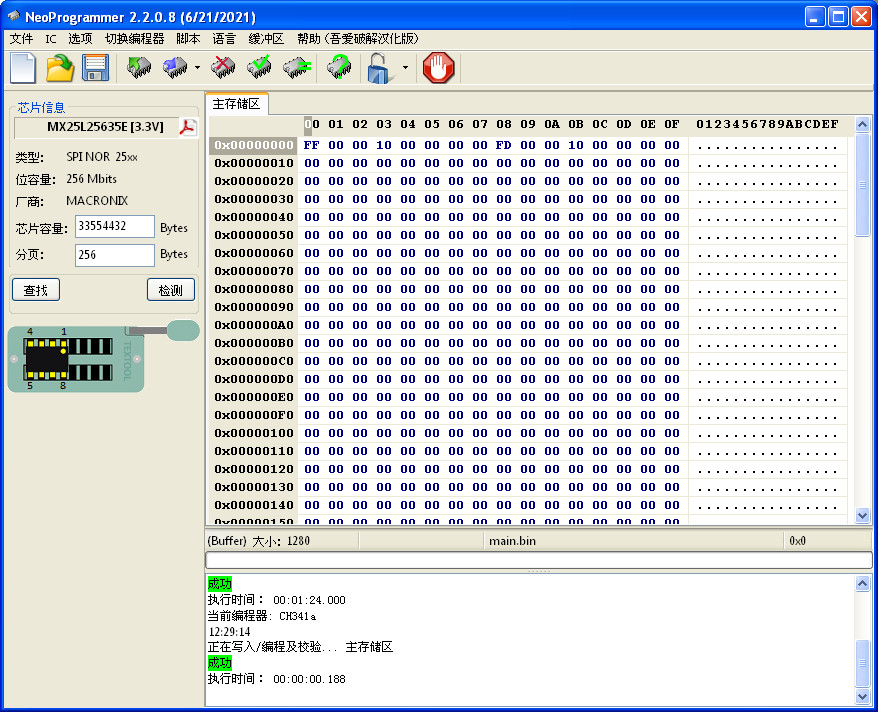 NeoProgrammer 2.2.0.8 (6/21/2021)
文件 IC 选项 切换编程器 脚本 语言 缓冲区 帮助(吾爱破解汉化版)
芯片信息
MX25L25635E [3.3V]
类型: SPI NOR 25xx
位容量: 256 Mbits
厂商: MACRONIX
芯片容量: 33554432 Bytes
分页: 256 Bytes
查找 检测
4 1
TEXTOOL
5 8
主存储区
00 01 02 03 04 05 06 07 08 09 0A 0B 0C 0D 0E 0F 0123456789ABCDEF
0x00000000 FF 00 00 10 00 00 00 00 FD 00 00 10 00 00 00 00 ................
0x00000010 00 00 00 00 00 00 00 00 00 00 00 00 00 00 00 00 ................
0x00000020 00 00 00 00 00 00 00 00 00 00 00 00 00 00 00 00 ................
0x00000030 00 00 00 00 00 00 00 00 00 00 00 00 00 00 00 00 ................
0x00000040 00 00 00 00 00 00 00 00 00 00 00 00 00 00 00 00 ................
0x00000050 00 00 00 00 00 00 00 00 00 00 00 00 00 00 00 00 ................
0x00000060 00 00 00 00 00 00 00 00 00 00 00 00 00 00 00 00 ................
0x00000070 00 00 00 00 00 00 00 00 00 00 00 00 00 00 00 00 ................
0x00000080 00 00 00 00 00 00 00 00 00 00 00 00 00 00 00 00 ................
0x00000090 00 00 00 00 00 00 00 00 00 00 00 00 00 00 00 00 ................
0x000000A0 00 00 00 00 00 00 00 00 00 00 00 00 00 00 00 00 ................
0x000000B0 00 00 00 00 00 00 00 00 00 00 00 00 00 00 00 00 ................
0x000000C0 00 00 00 00 00 00 00 00 00 00 00 00 00 00 00 00 ................
0x000000D0 00 00 00 00 00 00 00 00 00 00 00 00 00 00 00 00 ................
0x000000E0 00 00 00 00 00 00 00 00 00 00 00 00 00 00 00 00 ................
0x000000F0 00 00 00 00 00 00 00 00 00 00 00 00 00 00 00 00 ................
0x00000100 00 00 00 00 00 00 00 00 00 00 00 00 00 00 00 00 ................
0x00000110 00 00 00 00 00 00 00 00 00 00 00 00 00 00 00 00 ................
0x00000120 00 00 00 00 00 00 00 00 00 00 00 00 00 00 00 00 ................
0x00000130 00 00 00 00 00 00 00 00 00 00 00 00 00 00 00 00 ................
0x00000140 00 00 00 00 00 00 00 00 00 00 00 00 00 00 00 00 ................
0x00000150 00 00 00 00 00 00 00 00 00 00 00 00 00 00 00 00 ................
(Buffer) 大小: 1280 main.bin 0x0
成功
执行时间: 00:01:24.000
当前编程器: CH341a
12:29:14
正在写入/编程及校验... 主存储区
成功
执行时间: 00:00:00.188